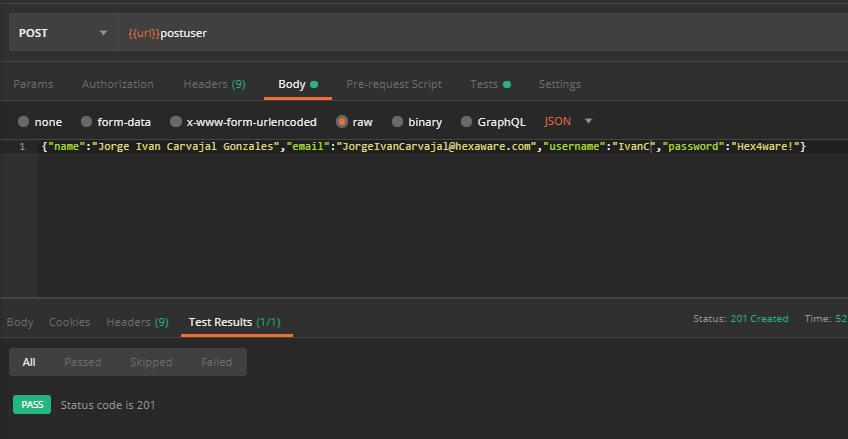 POST {{url}}postuser
Params Authorization Headers (9) Body Pre-request Script Tests Settings
none form-data x-www-form-urlencoded raw binary GraphQL JSON
1 {"name":"Jorge Ivan Carvajal Gonzales","email":"JorgeIvanCarvajal@hexaware.com","username":"IvanC","password":"Hex4ware!"}
Body Cookies Headers (9) Test Results (1/1) Status: 201 Created Time: 52
All Passed Skipped Failed
PASS Status code is 201